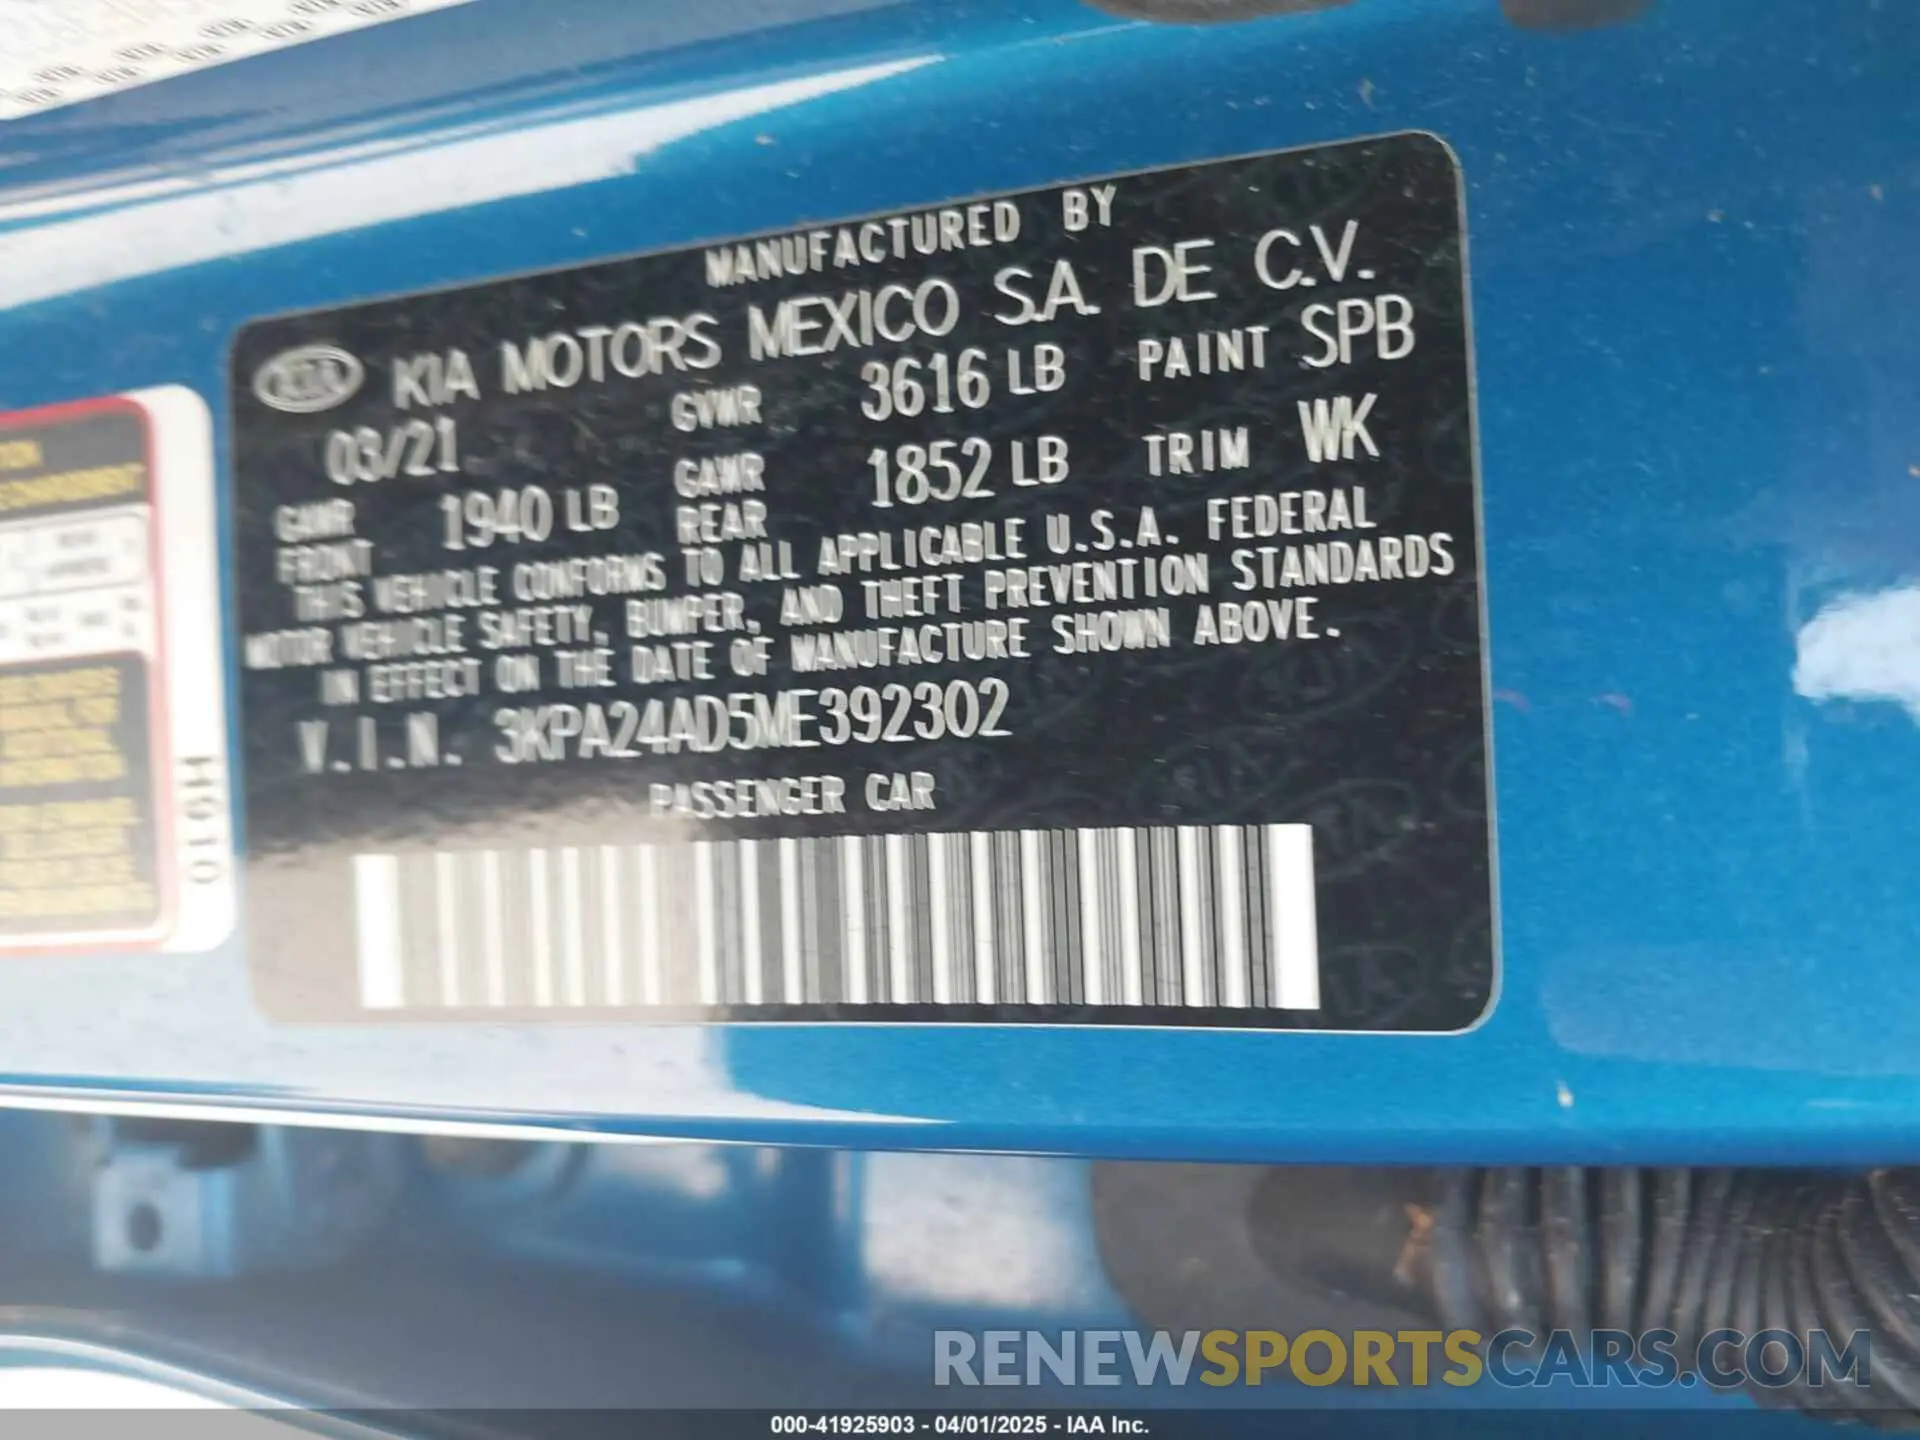 MANUFACTURED BY
KIA KIA MOTORS MEXICO S.A. DE C.V.
03/21 GVWR 3616 LB PAINT SPB
GAWR FRONT 1940 LB GAWR REAR 1852 LB TRIM WK
THIS VEHICLE CONFORMS TO ALL APPLICABLE U.S.A. FEDERAL
MOTOR VEHICLE SAFETY, BUMPER, AND THEFT PREVENTION STANDARDS
IN EFFECT ON THE DATE OF MANUFACTURE SHOWN ABOVE.
V.I.N. 3KPA24AD5ME392302
PASSENGER CAR
H910
RENEWSPORTSCARS.COM
000-41925903 - 04/01/2025 - IAA Inc.